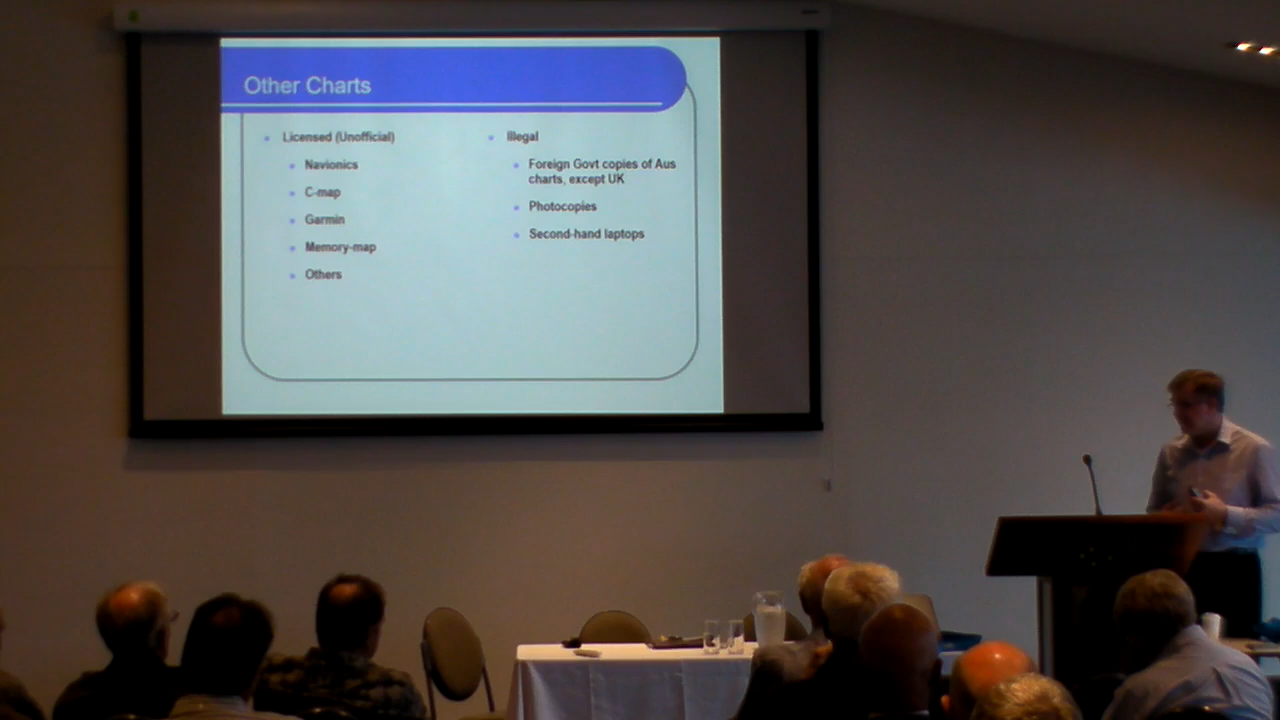 Other Charts
Licensed (Unofficial)
Navionics
C-map
Garmin
Memory-map
Others
Illegal
Foreign Govt copies of Aus
charts, except UK
Photocopies
Second-hand laptops